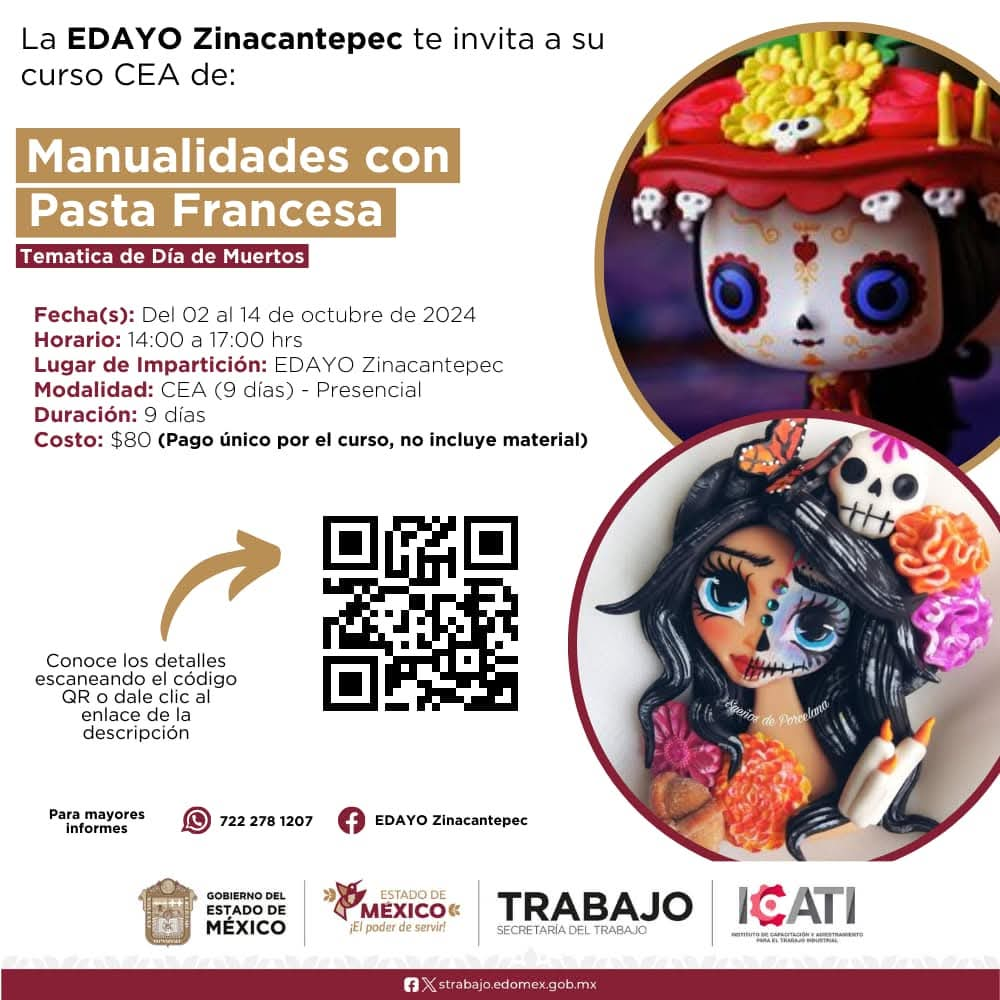 La EDAYO Zinacantepec te invita a su
curso CEA de:
Manualidades con
Pasta Francesa
Tematica de Día de Muertos
Fecha(s): Del 02 al 14 de octubre de 2024
Horario: 14:00 a 17:00 hrs
Lugar de Impartición: EDAYO Zinacantepec
Modalidad: CEA (9 días) - Presencial
Duración: 9 días
Costo: $80 (Pago único por el curso, no incluye material)
Conoce los detalles
escaneando el código
QR o dale clic al
enlace de la
descripción
de Porcelana
Para mayores
informes
722 278 1207
EDAYO Zinacantepec
GOBIERNO DEL
ESTADO DE
MÉXICO
ESTADO DE
MÉXICO
¡El poder de servir!
TRABAJO
SECRETARÍA DEL TRABAJO
ICATI
INSTITUTO DE CAPACITACIÓN Y ADIESTRAMIENTO
PARA EL TRABAJO INDUSTRIAL
strabajo.edomex.gob.mx